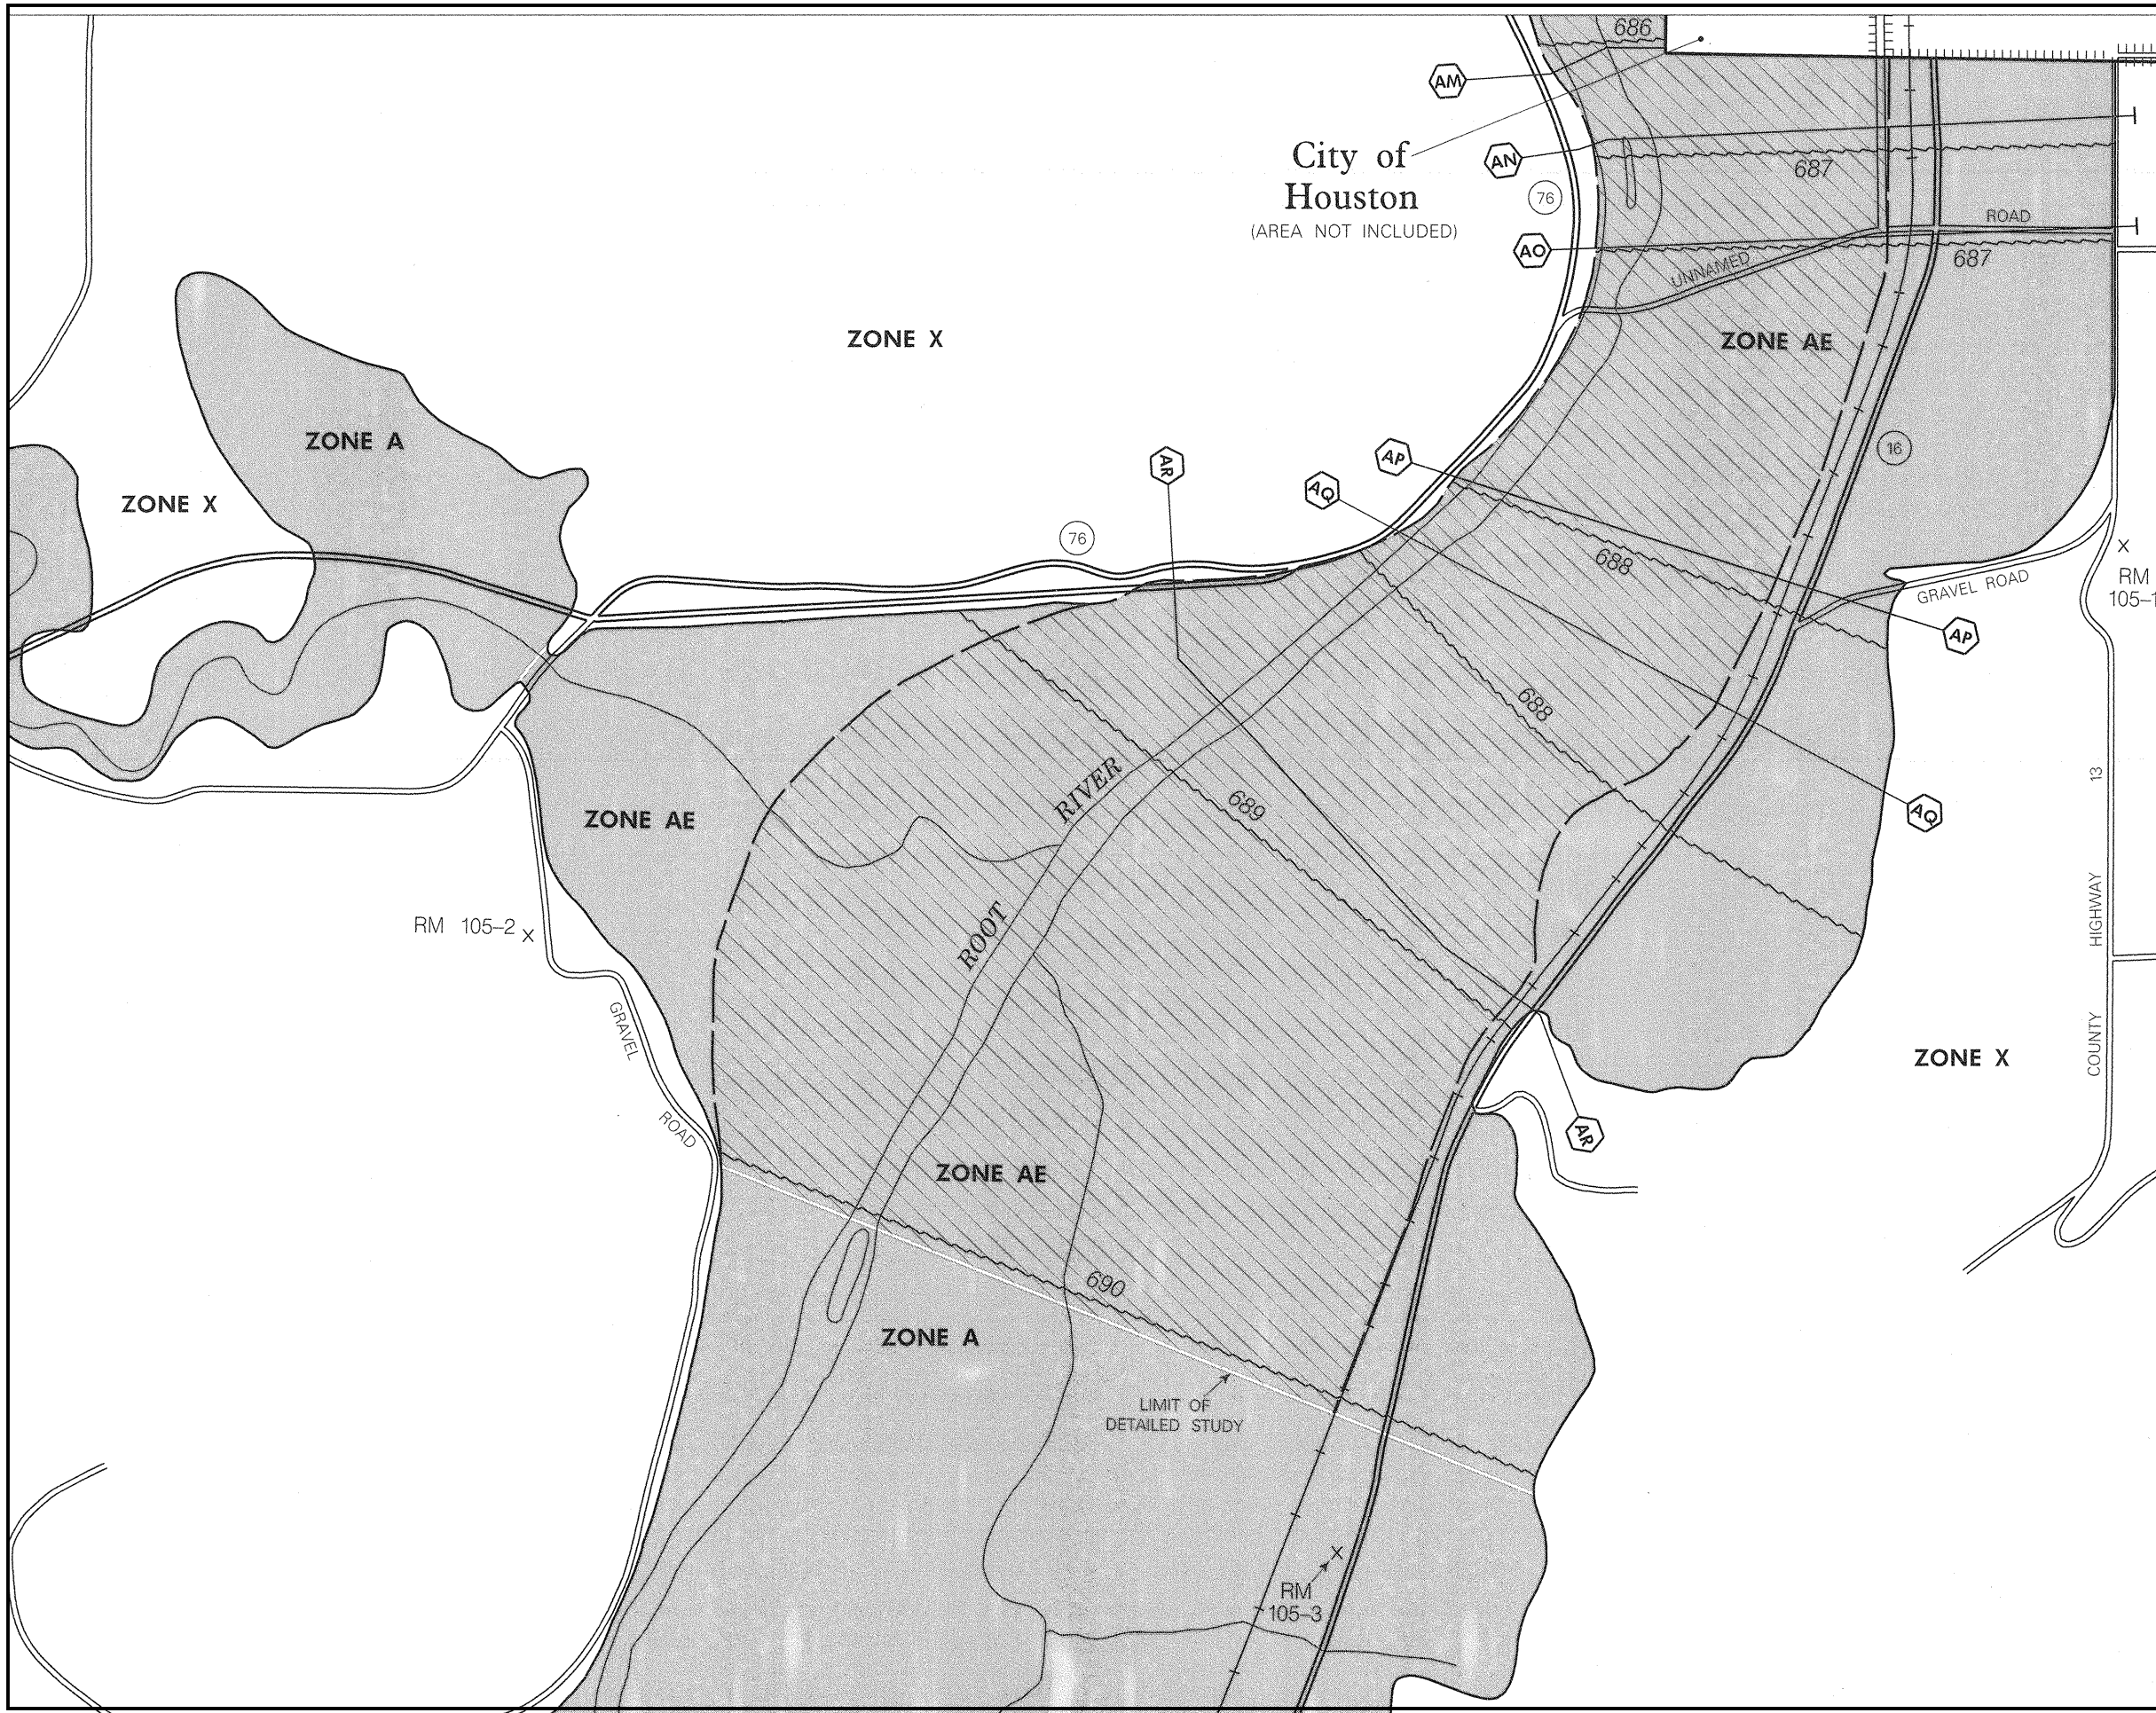 686
AM
City of
Houston
(AREA NOT INCLUDED)
AN
687
76
ROAD
AO
UNNAMED
687
ZONE X
ZONE AE
ZONE A
AR
AP
16
AQ
ZONE X
76
688
GRAVEL ROAD
RM
AP
688
RIVER
689
13
ZONE AE
AQ
RM 105-2
ROOT
HIGHWAY
GRAVEL
COUNTY
ZONE X
ROAD
AR
ZONE AE
690
ZONE A
LIMIT OF
DETAILED STUDY
RM
105-3